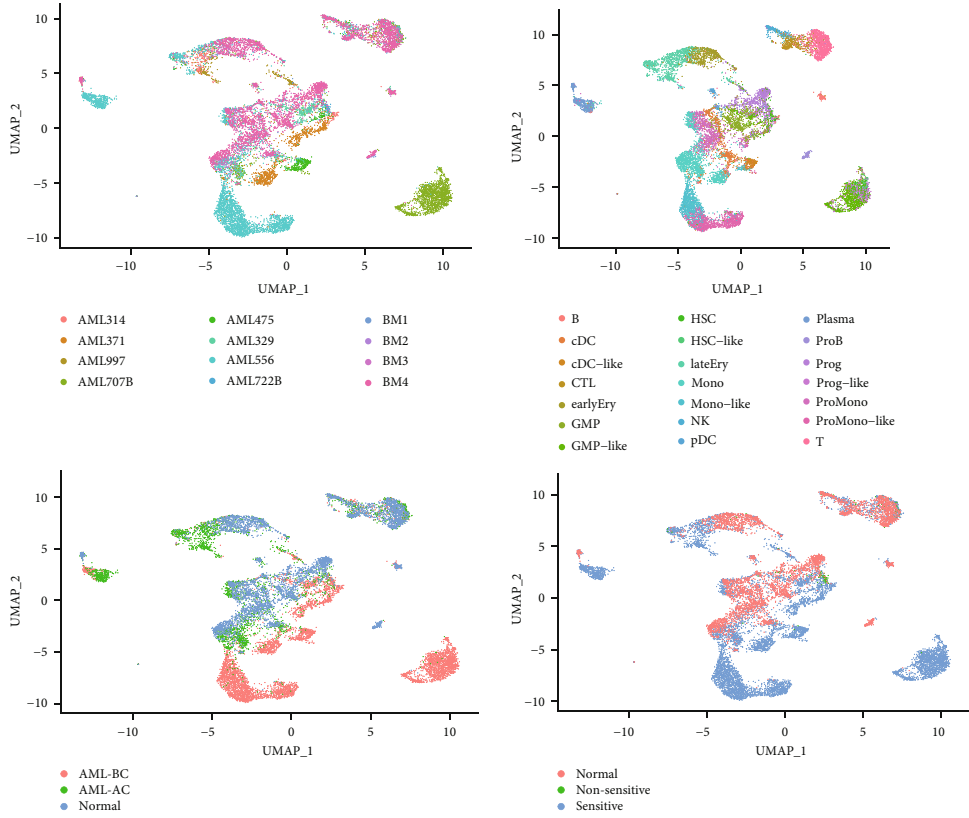 10
5
0
−5
−10
UMAP_2
−10
−5
0
5
10
UMAP_1
AML314
AML371
AML997
AML707B
AML475
AML329
AML556
AML722B
BM1
BM2
BM3
BM4
10
5
0
−5
−10
UMAP_2
−10
−5
0
5
10
UMAP_1
B
cDC
cDC−like
CTL
earlyEry
GMP
GMP−like
HSC
HSC−like
lateEry
Mono
Mono−like
NK
pDC
Plasma
ProB
Prog
Prog−like
ProMono
ProMono−like
T
10
5
0
−5
−10
UMAP_2
−10
−5
0
5
10
UMAP_1
AML-BC
AML-AC
Normal
10
5
0
−5
−10
UMAP_2
−10
−5
0
5
10
UMAP_1
Normal
Non-sensitive
Sensitive